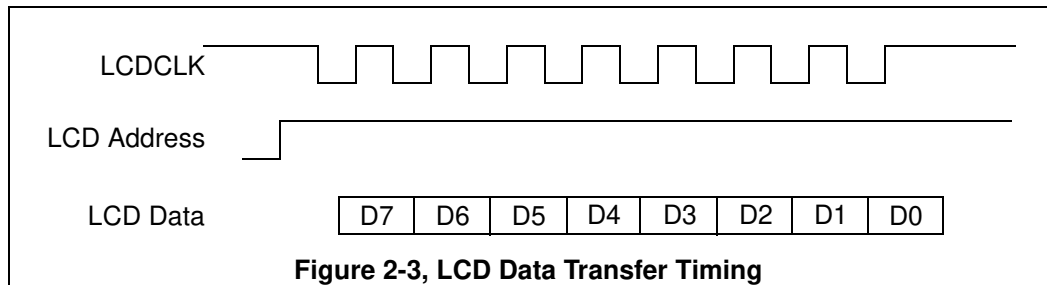 LCDCLK
LCD Address
LCD Data D7 D6 D5 D4 D3 D2 D1 D0
Figure 2-3, LCD Data Transfer Timing